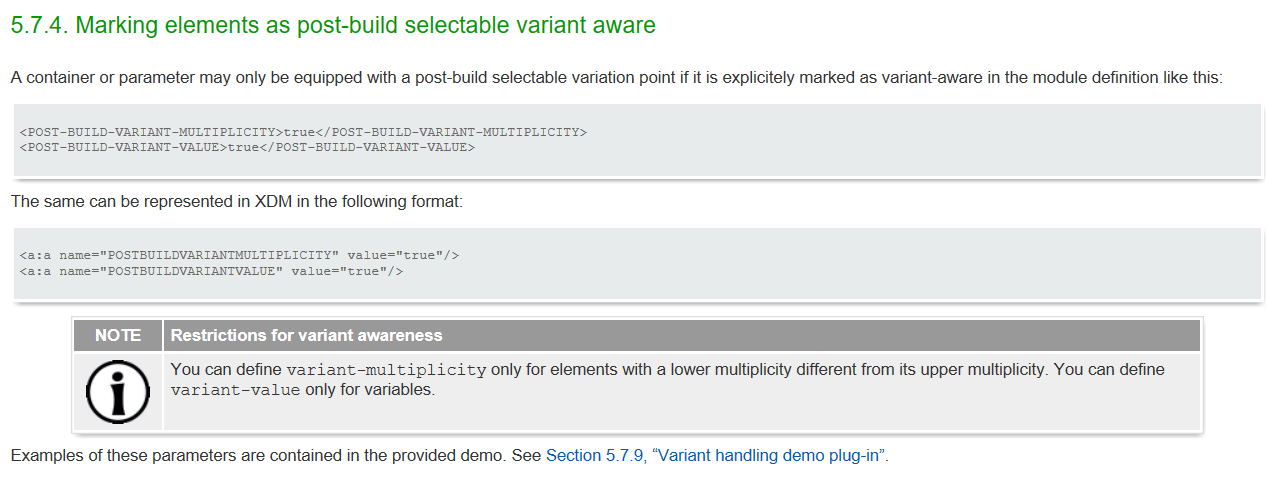 5.7.4. Marking elements as post-build selectable variant aware
A container or parameter may only be equipped with a post-build selectable variation point if it is explicitely marked as variant-aware in the module definition like this:
<POST-BUILD-VARIANT-MULTIPLICITY>true</POST-BUILD-VARIANT-MULTIPLICITY>
<POST-BUILD-VARIANT-VALUE>true</POST-BUILD-VARIANT-VALUE>
The same can be represented in XDM in the following format:
<a:a name="POSTBUILDVARIANTMULTIPLICITY" value="true"/>
<a:a name="POSTBUILDVARIANTVALUE" value="true"/>
NOTE Restrictions for variant awareness
You can define variant-multiplicity only for elements with a lower multiplicity different from its upper multiplicity. You can define
variant-value only for variables.
Examples of these parameters are contained in the provided demo. See Section 5.7.9, “Variant handling demo plug-in”.